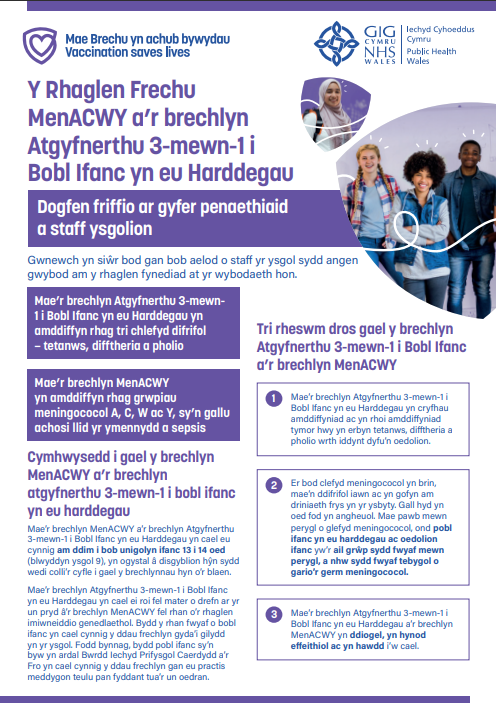 Mae Brechu yn achub bywydau
Vaccination saves lives
GIG
CYMRU
NHS
WALES
Iechyd Cyhoeddus
Cymru
Public Health
Wales
Y Rhaglen Frechu
MenACWY a'r brechlyn
Atgyfnerthu 3-mewn-1 i
Bobl Ifanc yn eu Harddegau
Dogfen friffio ar gyfer penaethiaid
a staff ysgolion
Gwnewch yn siŵr bod gan bob aelod o staff yr ysgol sydd angen
gwybod am y rhaglen fynediad at yr wybodaeth hon.
Mae'r brechlyn Atgyfnerthu 3-mewn-
1 i Bobl Ifanc yn eu Harddegau yn
amddiffyn rhag tri chlefyd difrifol
– tetanws, difftheria a pholio
Mae'r brechlyn MenACWY
yn amddiffyn rhag grwpiau
meningococol A, C, W ac Y, sy'n gallu
achosi llid yr ymennydd a sepsis
Cymhwysedd i gael y brechlyn
MenACWY a'r brechlyn
atgyfnerthu 3-mewn-1 i bobl ifanc
yn eu harddegau
Mae'r brechlyn MenACWY a'r brechlyn Atgyfnerthu
3-mewn-1 i Bobl Ifanc yn eu Harddegau yn cael eu
cynnig am ddim i bob unigolyn ifanc 13 i 14 oed
(blwyddyn ysgol 9), yn ogystal â disgyblion hŷn sydd
wedi colli'r cyfle i gael y brechlynnau hyn o'r blaen.
Mae'r brechlyn Atgyfnerthu 3-mewn-1 i Bobl Ifanc
yn eu Harddegau yn cael ei roi fel mater o drefn ar yr
un pryd â'r brechlyn MenACWY fel rhan o'r rhaglen
imiwneiddio genedlaethol. Bydd y rhan fwyaf o bobl
ifanc yn cael cynnig y ddau frechlyn gyda'i gilydd
yn yr ysgol. Fodd bynnag, bydd pobl ifanc sy'n
byw yn ardal Bwrdd Iechyd Prifysgol Caerdydd a'r
Fro yn cael cynnig y ddau frechlyn gan eu practis
meddygon teulu pan fyddant tua'r un oedran.
Tri rheswm dros gael y brechlyn
Atgyfnerthu 3-mewn-1 i Bobl Ifanc
a'r brechlyn MenACWY
1
Mae'r brechlyn Atgyfnerthu 3-mewn-1 i
Bobl Ifanc yn eu Harddegau yn cryfhau
amddiffyniad ac yn rhoi amddiffyniad
tymor hwy yn erbyn tetanws, difftheria a
pholio wrth iddynt dyfu'n oedolion.
2
Er bod clefyd meningococol yn brin,
mae'n ddifrifol iawn ac yn gofyn am
driniaeth frys yn yr ysbyty. Gall hyd yn
oed fod yn angheuol. Mae pawb mewn
perygl o glefyd meningococol, ond pobl
ifanc yn eu harddegau ac oedolion
ifanc yw'r ail grŵp sydd fwyaf mewn
perygl, a nhw sydd fwyaf tebygol o
gario'r germ meningococol.
3
Mae'r brechlyn Atgyfnerthu 3-mewn-1 i
Bobl Ifanc yn eu Harddegau a'r brechlyn
MenACWY yn ddiogel, yn hynod
effeithiol ac yn hawdd i'w cael.